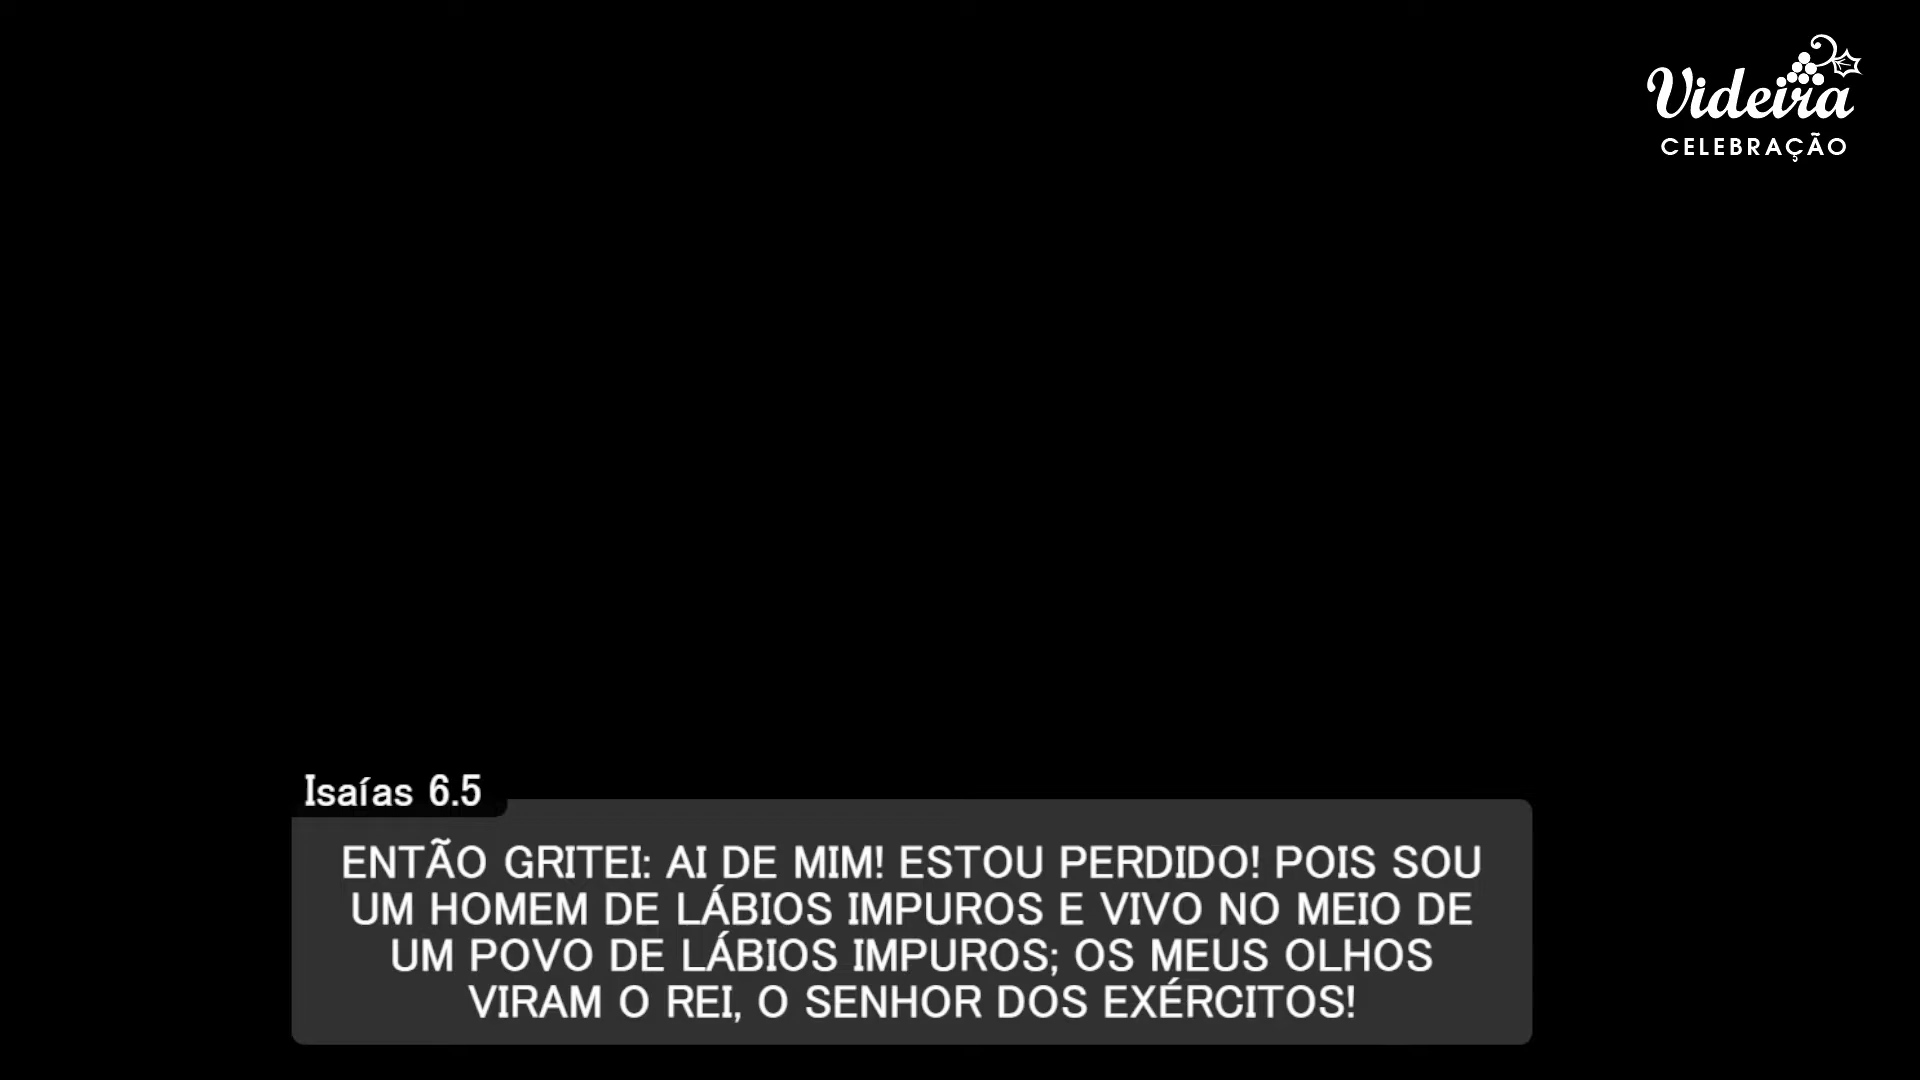 Videira
CELEBRAÇÃO
Isaías 6.5
ENTÃO GRITEI: AI DE MIM! ESTOU PERDIDO! POIS SOU
UM HOMEM DE LÁBIOS IMPUROS E VIVO NO MEIO DE
UM POVO DE LÁBIOS IMPUROS; OS MEUS OLHOS
VIRAM O REI, O SENHOR DOS EXÉRCITOS!